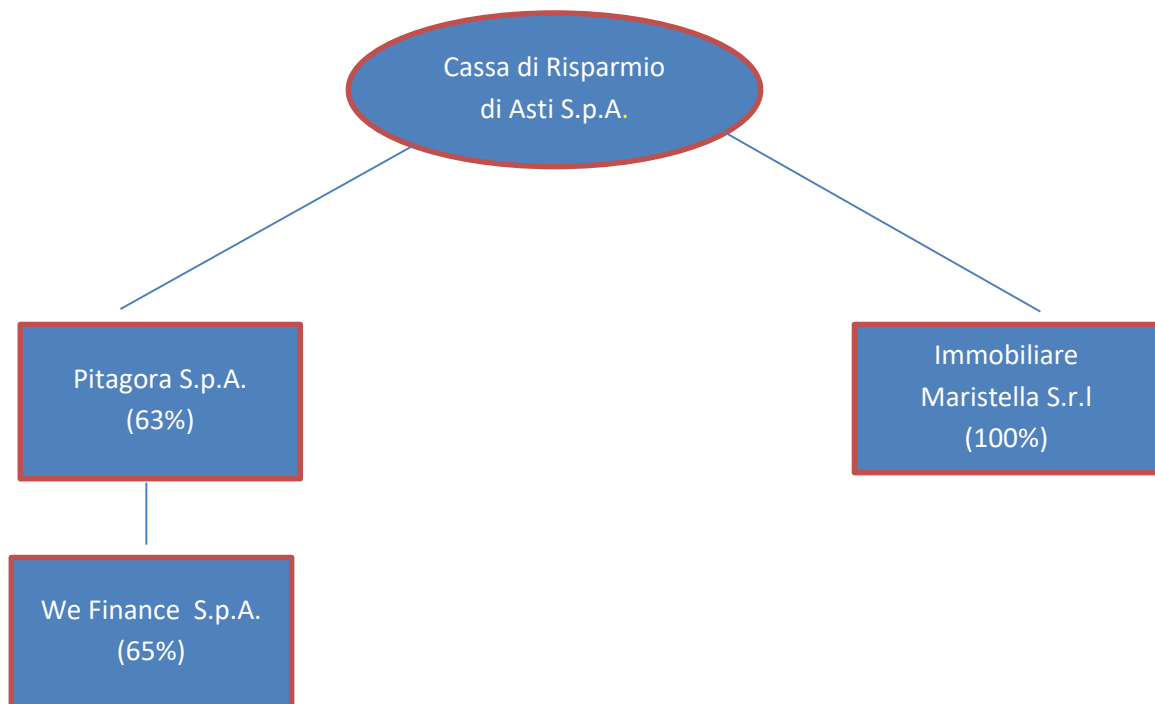 Cassa di Risparmio
di Asti S.p.A.
Pitagora S.p.A.
(63%)
Immobiliare
Maristella S.r.l
(100%)
We Finance  S.p.A.
(65%)